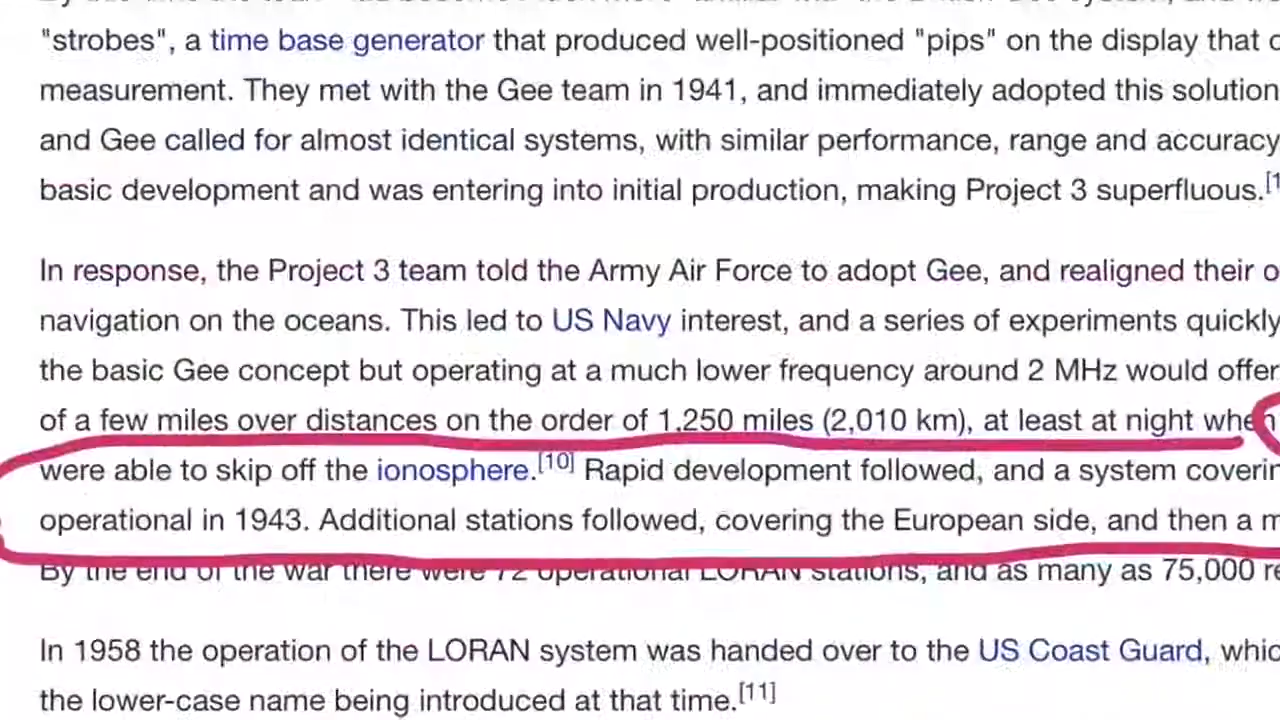 "strobes", a time base generator that produced well-positioned "pips" on the display that
measurement. They met with the Gee team in 1941, and immediately adopted this solution
and Gee called for almost identical systems, with similar performance, range and accuracy
basic development and was entering into initial production, making Project 3 superfluous.[1
In response, the Project 3 team told the Army Air Force to adopt Gee, and realigned their
navigation on the oceans. This led to US Navy interest, and a series of experiments quickly
the basic Gee concept but operating at a much lower frequency around 2 MHz would offer
of a few miles over distances on the order of 1,250 miles (2,010 km), at least at night when
were able to skip off the ionosphere.[10] Rapid development followed, and a system coverin
operational in 1943. Additional stations followed, covering the European side, and then a
By the end of the war there were 72 operational LORAN stations, and as many as 75,000
In 1958 the operation of the LORAN system was handed over to the US Coast Guard, whic
the lower-case name being introduced at that time.[11]